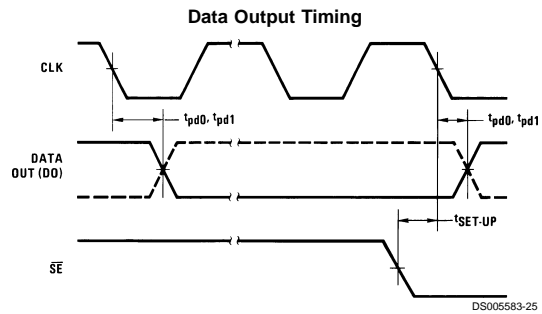 Data Output Timing
CLK
tpd0, tpd1
tpd0, tpd1
DATA
OUT (DO)
tSET-UP
SE
DS005583-25